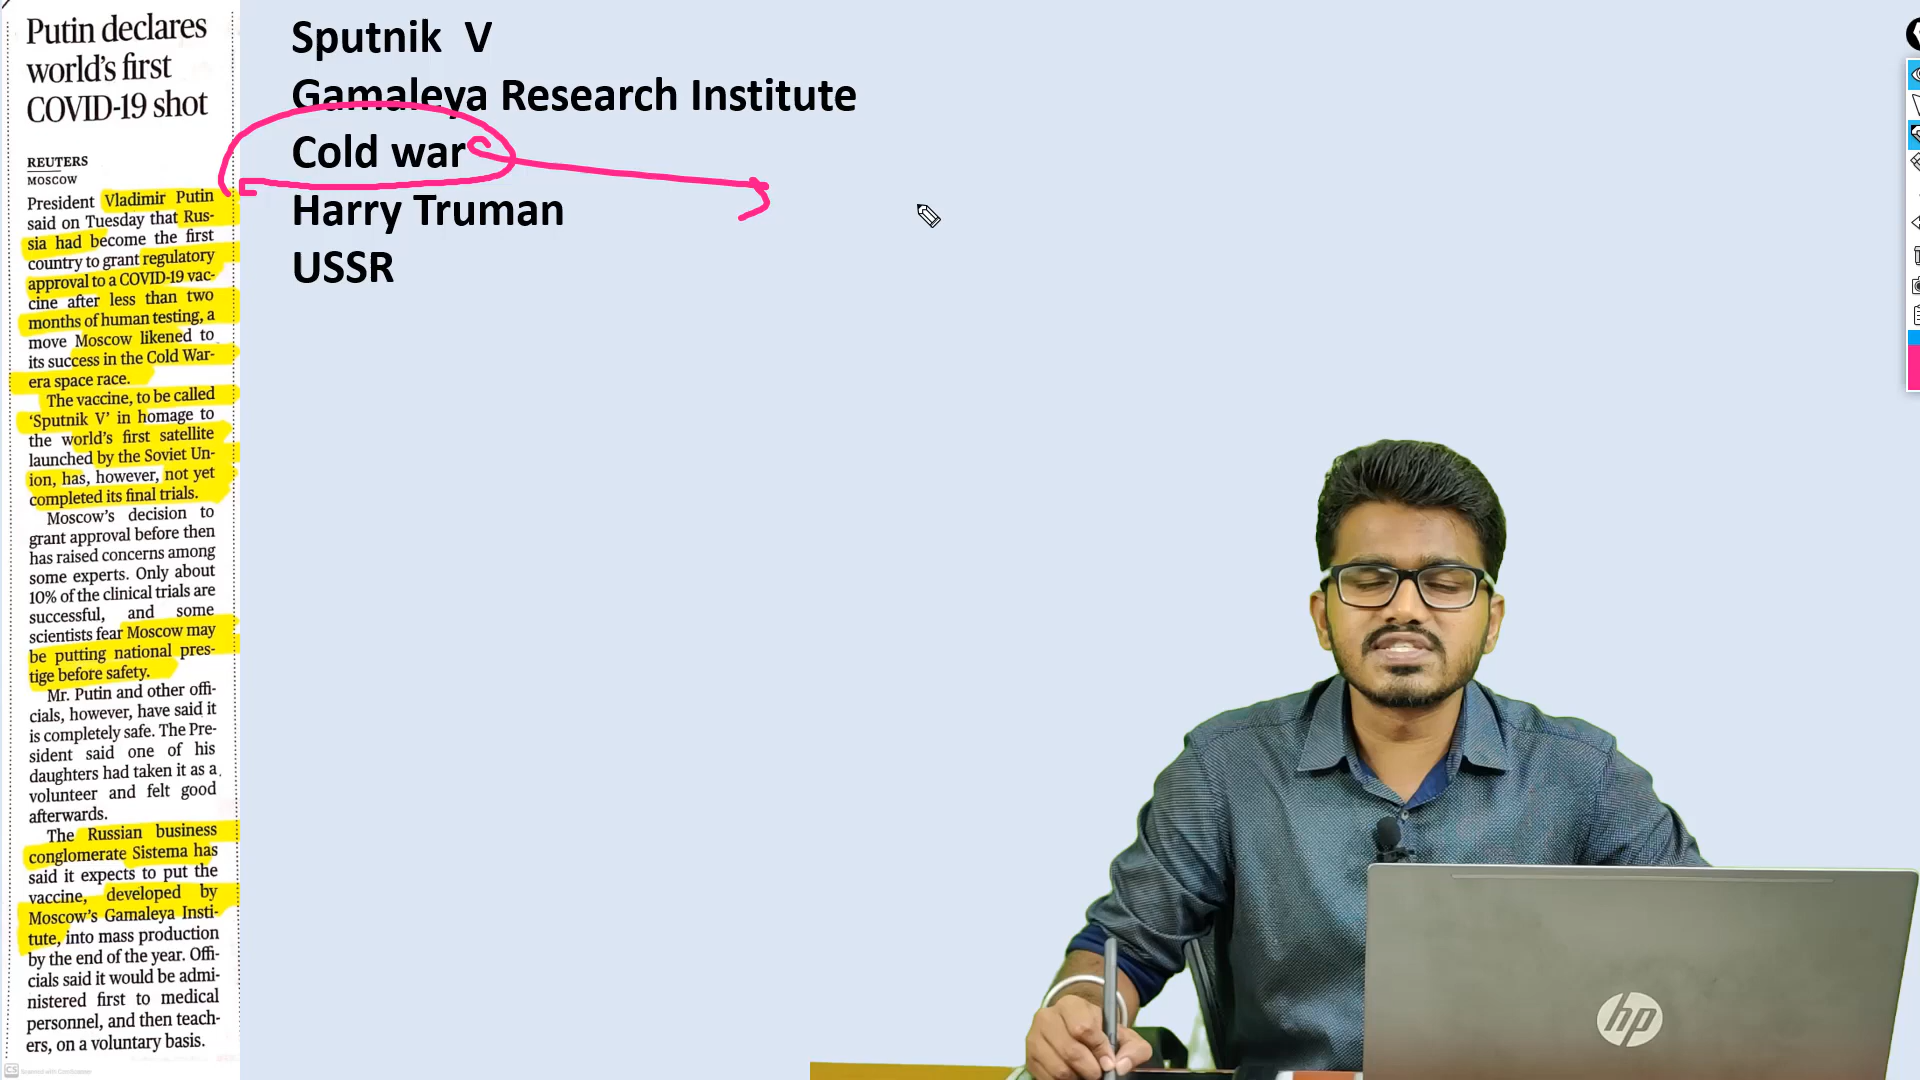 Putin declares
world's first
COVID-19 shot
REUTERS
MOSCOW
President Vladimir Putin
said on Tuesday that Rus-
sia had become the first
country to grant regulatory
approval to a COVID-19 vac-
cine after less than two
months of human testing, a
move Moscow likened to
its success in the Cold War-
era space race.
The vaccine, to be called
'Sputnik V' in homage to
the world's first satellite
launched by the Soviet Un-
ion, has, however, not yet
completed its final trials.
Moscow's decision to
grant approval before then
has raised concerns among
some experts. Only about
10% of the clinical trials are
successful, and some
scientists fear Moscow may
be putting national pres-
tige before safety.
Mr. Putin and other offi-
cials, however, have said it
is completely safe. The Pre-
sident said one of his
daughters had taken it as a
volunteer and felt good
afterwards.
The Russian business
conglomerate Sistema has
said it expects to put the
vaccine, developed by
Moscow's Gamaleya Insti-
tute, into mass production
by the end of the year. Offi-
cials said it would be admi-
nistered first to medical
personnel, and then teach-
ers, on a voluntary basis.
CS Scanned with CamScanner
Sputnik V
Gamaleya Research Institute
Cold war
Harry Truman
USSR
hp